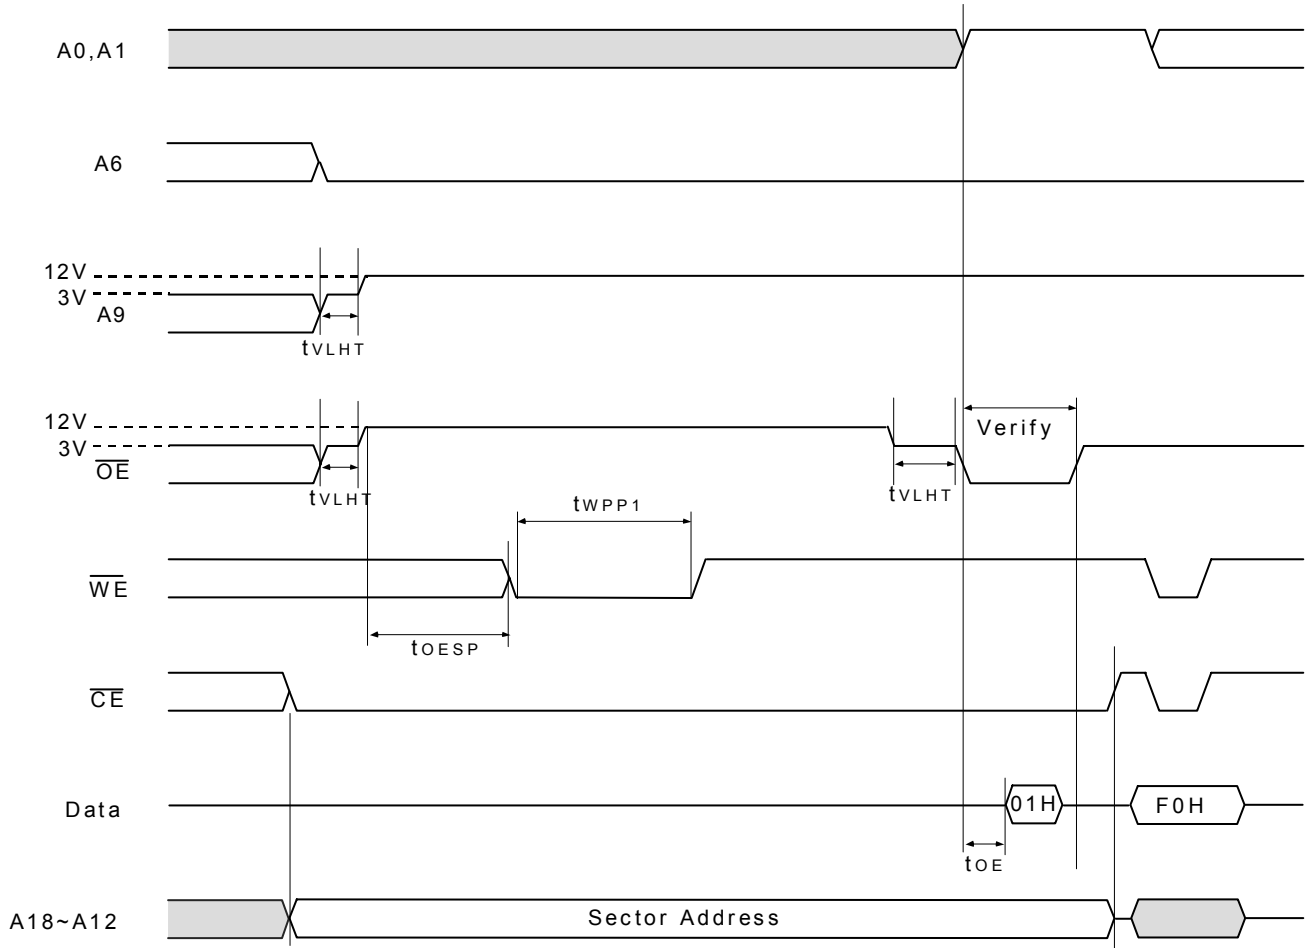 A0,A1
A6
12V
3V
A9
tVLHT
12V
3V
OE
tVLHT
tVLHT
Verify
tWPP1
WE
tOESP
CE
Data
01H
F0H
tOE
A18~A12
Sector Address